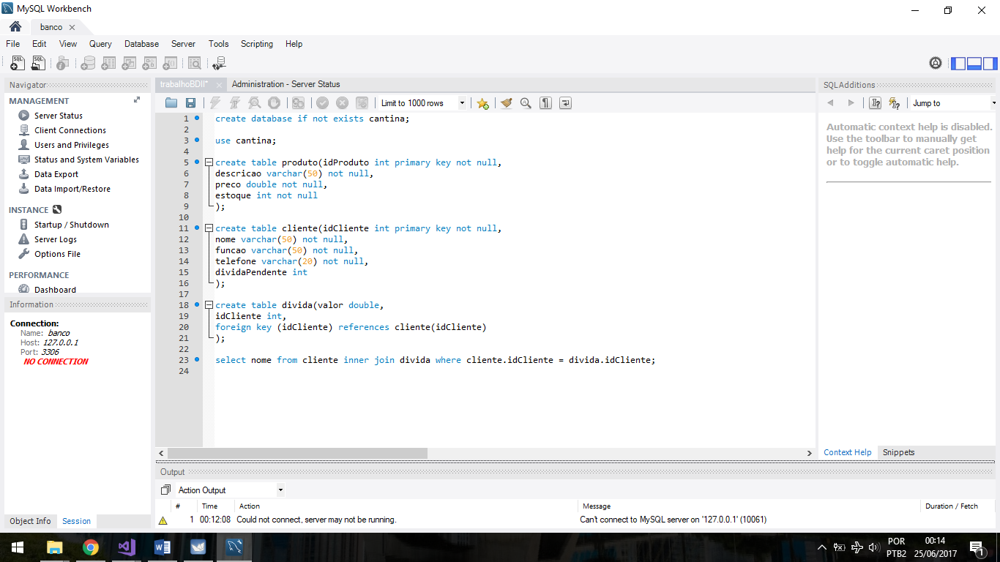 MySQL Workbench
banco
File Edit View Query Database Server Tools Scripting Help
Navigator
MANAGEMENT
Server Status
Client Connections
Users and Privileges
Status and System Variables
Data Export
Data Import/Restore
INSTANCE
Startup / Shutdown
Server Logs
Options File
PERFORMANCE
Dashboard
Information
Connection:
Name: banco
Host: 127.0.0.1
Port: 3306
NO CONNECTION
Object Info Session
trabalhoBDII* Administration - Server Status
Limit to 1000 rows
1 create database if not exists cantina;
2
3 use cantina;
4
5 create table produto(idProduto int primary key not null,
6 descricao varchar(50) not null,
7 preco double not null,
8 estoque int not null
9 );
10
11 create table cliente(idCliente int primary key not null,
12 nome varchar(50) not null,
13 funcao varchar(50) not null,
14 telefone varchar(20) not null,
15 dividaPendente int
16 );
17
18 create table divida(valor double,
19 idCliente int,
20 foreign key (idCliente) references cliente(idCliente)
21 );
22
23 select nome from cliente inner join divida where cliente.idCliente = divida.idCliente;
24
SQLAdditions
Jump to
Automatic context help is disabled.
Use the toolbar to manually get
help for the current caret position
or to toggle automatic help.
Context Help Snippets
Output
Action Output
# Time Action Message Duration / Fetch
1 00:12:08 Could not connect, server may not be running. Can't connect to MySQL server on '127.0.0.1' (10061)
POR
PTB2
00:14
25/06/2017
1